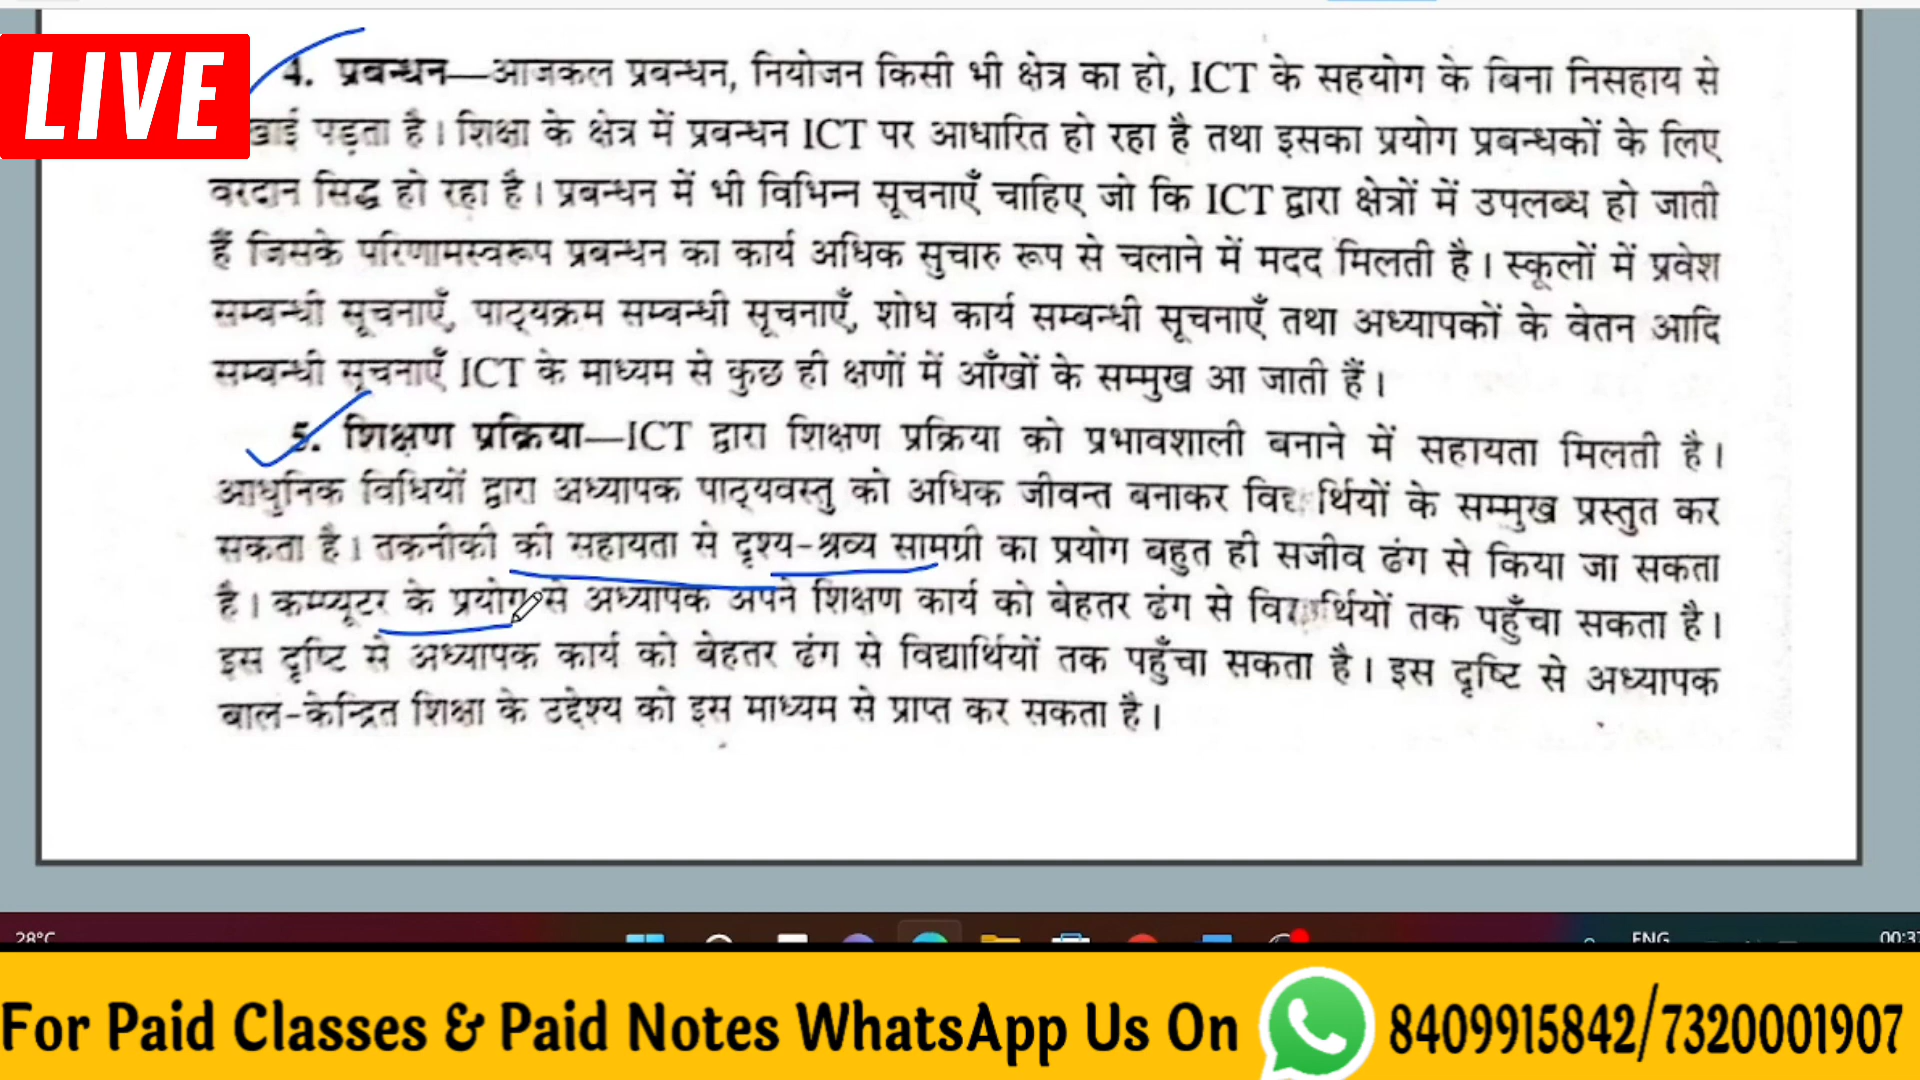 LIVE
4. प्रबन्धन—आजकल प्रबन्धन, नियोजन किसी भी क्षेत्र का हो, ICT के सहयोग के बिना निसहाय से
खाई पड़ता है। शिक्षा के क्षेत्र में प्रबन्धन ICT पर आधारित हो रहा है तथा इसका प्रयोग प्रबन्धकों के लिए
वरदान सिद्ध हो रहा है। प्रबन्धन में भी विभिन्न सूचनाएँ चाहिए जो कि ICT द्वारा क्षेत्रों में उपलब्ध हो जाती
हैं जिसके परिणामस्वरूप प्रबन्धन का कार्य अधिक सुचारु रूप से चलाने में मदद मिलती है। स्कूलों में प्रवेश
सम्बन्धी सूचनाएँ, पाठ्यक्रम सम्बन्धी सूचनाएँ, शोध कार्य सम्बन्धी सूचनाएँ तथा अध्यापकों के वेतन आदि
सम्बन्धी सूचनाएँ ICT के माध्यम से कुछ ही क्षणों में आँखों के सम्मुख आ जाती हैं।
5. शिक्षण प्रक्रिया—ICT द्वारा शिक्षण प्रक्रिया को प्रभावशाली बनाने में सहायता मिलती है।
आधुनिक विधियों द्वारा अध्यापक पाठ्यवस्तु को अधिक जीवन्त बनाकर के सम्मुख प्रस्तुत कर
सकता है। तकनीकी की सहायता से दृश्य-श्रव्य सामग्री का प्रयोग बहुत ही सजीव ढंग से किया जा सकता
है। कम्प्यूटर के प्रयोग से अध्यापक अपने शिक्षण कार्य को बेहतर ढंग से तक पहुँचा सकता है।
इस दृष्टि से अध्यापक कार्य को बेहतर ढंग से विद्यार्थियों तक पहुँचा सकता है। इस दृष्टि से अध्यापक
बाल-केन्द्रित शिक्षा के उद्देश्य को इस माध्यम से प्राप्त कर सकता है।
28°C
ENG
For Paid Classes & Paid Notes WhatsApp Us On 8409915842/7320001907